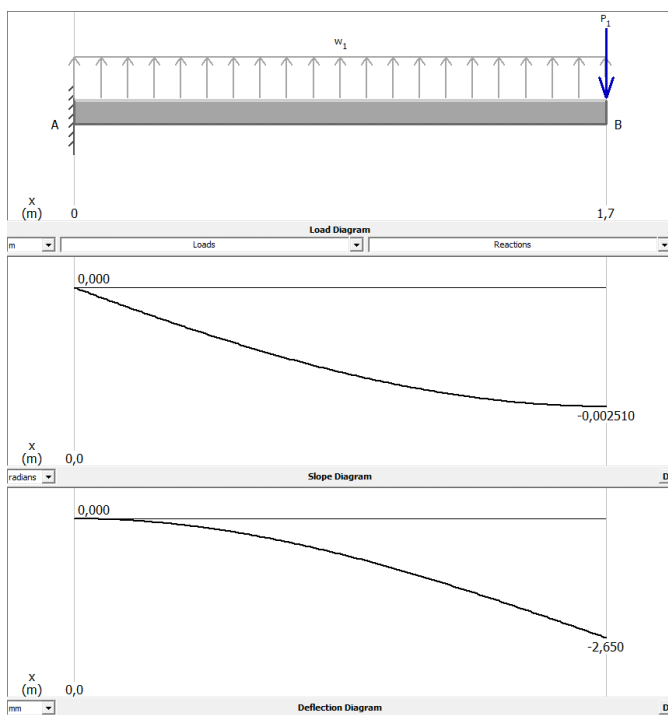 P1
w1
A
B
x
(m)
0
1,7
Load Diagram
m
Loads
Reactions
0,000
-0,002510
x
(m)
0,0
radians
Slope Diagram
D
0,000
-2,650
x
(m)
0,0
mm
Deflection Diagram
D